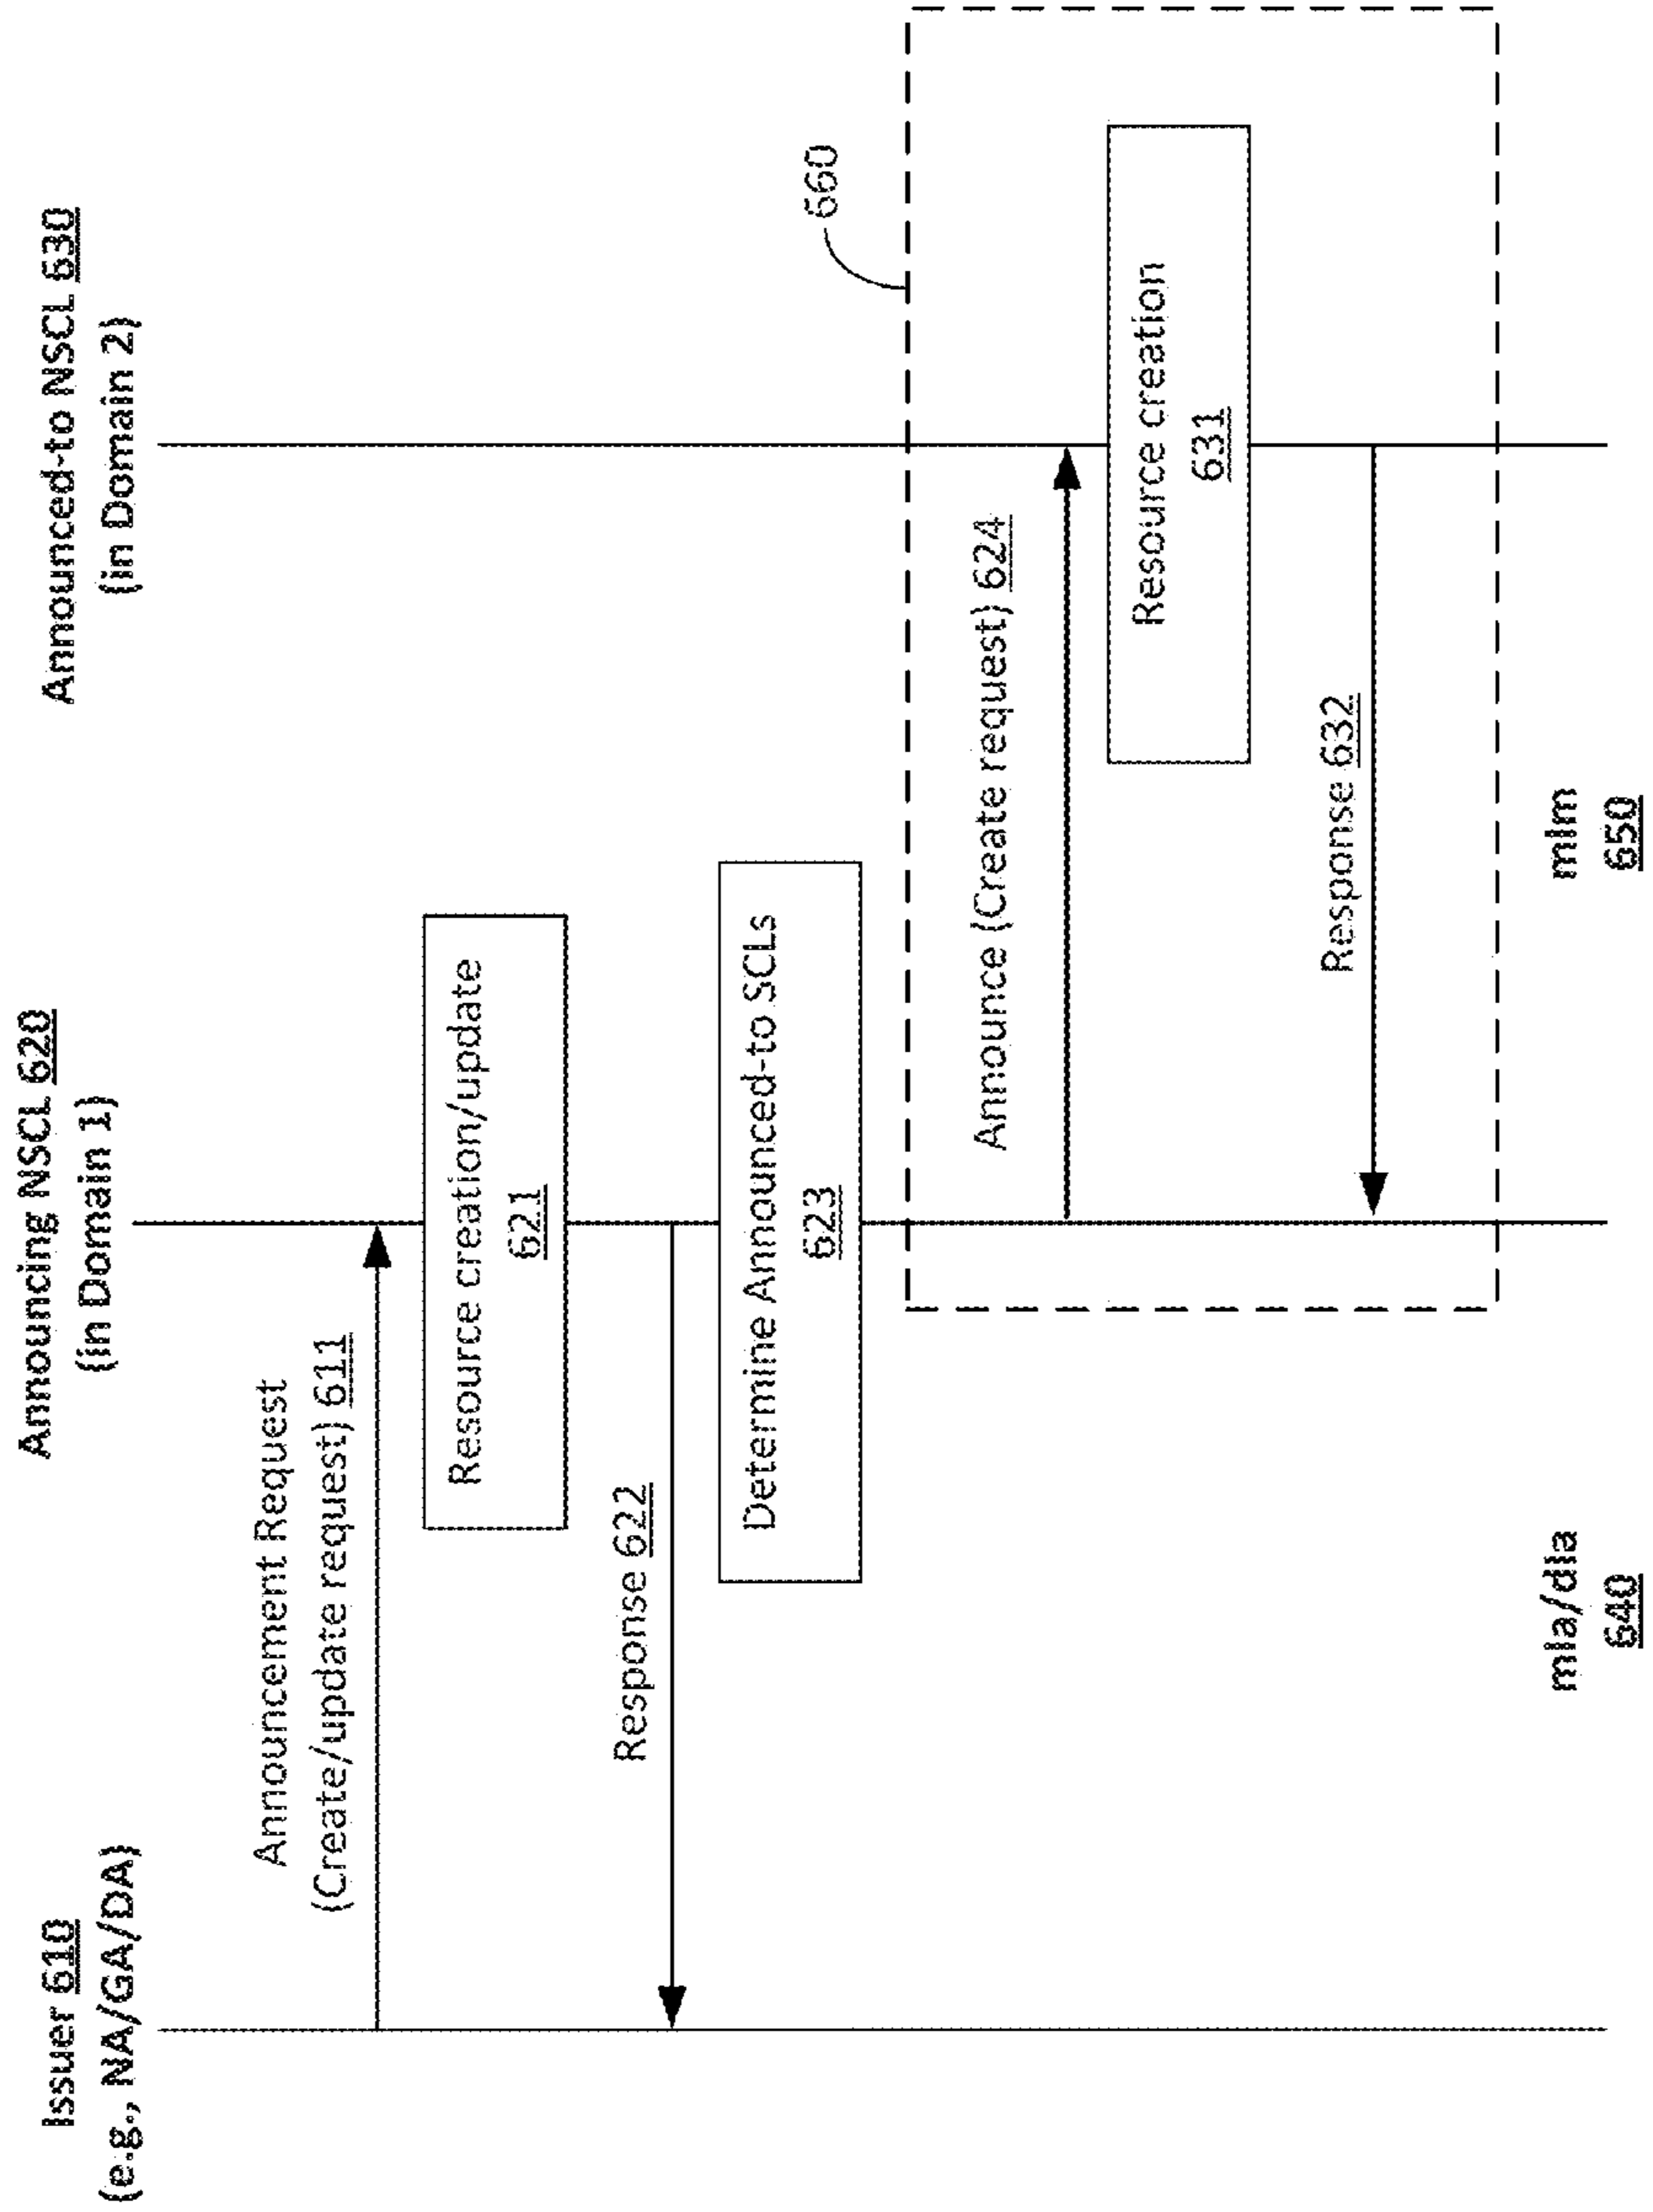 Issuer 610
(e.g., NA/GA/DA)
Announcing NSCL 620
(in Domain 1)
Announced-to NSCL 630
(in Domain 2)
Announcement Request
(Create/update request) 611
Resource creation/update
621
Response 622
Determine Announced-to SCLs
623
660
Announce (Create request) 624
Resource creation
631
Response 632
mIa/dIa
640
mIm
650